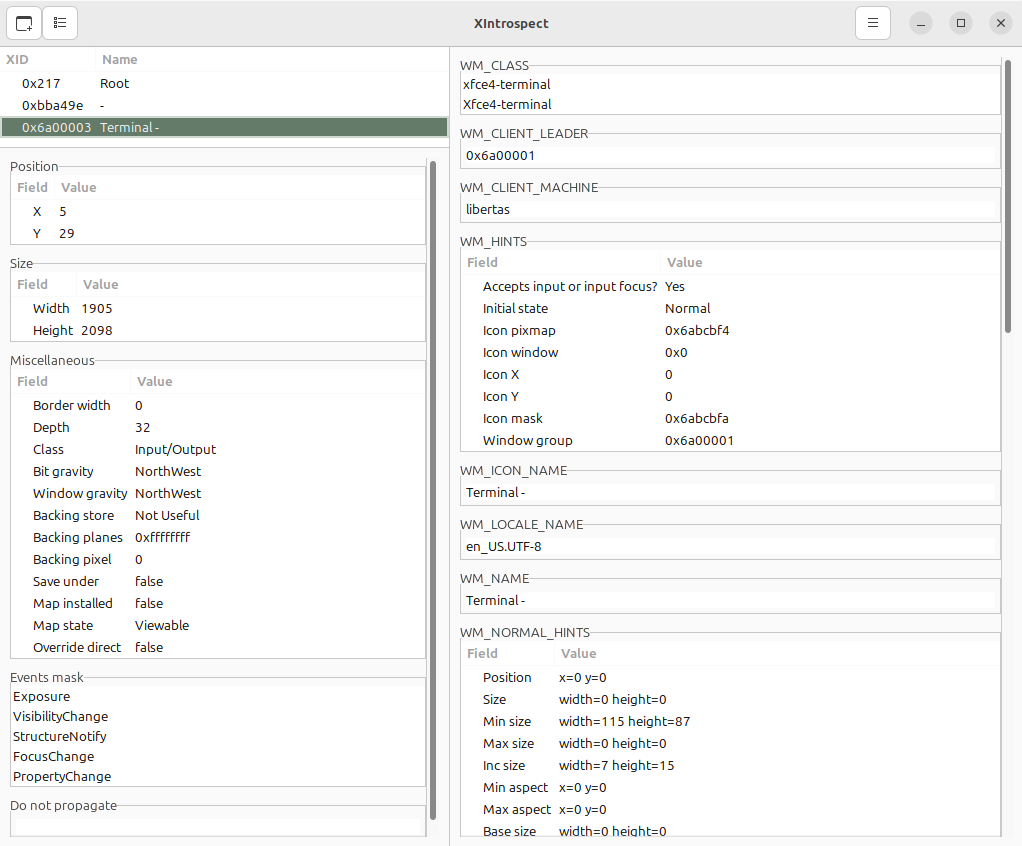 XIntrospect
XID Name
0x217 Root
0xbba49e -
0x6a00003 Terminal -
Position
Field Value
X 5
Y 29
Size
Field Value
Width 1905
Height 2098
Miscellaneous
Field Value
Border width 0
Depth 32
Class Input/Output
Bit gravity NorthWest
Window gravity NorthWest
Backing store Not Useful
Backing planes 0xffffffff
Backing pixel 0
Save under false
Map installed false
Map state Viewable
Override direct false
Events mask
Exposure
VisibilityChange
StructureNotify
FocusChange
PropertyChange
Do not propagate
WM_CLASS
xfce4-terminal
Xfce4-terminal
WM_CLIENT_LEADER
0x6a00001
WM_CLIENT_MACHINE
libertas
WM_HINTS
Field Value
Accepts input or input focus? Yes
Initial state Normal
Icon pixmap 0x6abcbf4
Icon window 0x0
Icon X 0
Icon Y 0
Icon mask 0x6abcbfa
Window group 0x6a00001
WM_ICON_NAME
Terminal -
WM_LOCALE_NAME
en_US.UTF-8
WM_NAME
Terminal -
WM_NORMAL_HINTS
Field Value
Position x=0 y=0
Size width=0 height=0
Min size width=115 height=87
Max size width=0 height=0
Inc size width=7 height=15
Min aspect x=0 y=0
Max aspect x=0 y=0
Base size width=0 height=0